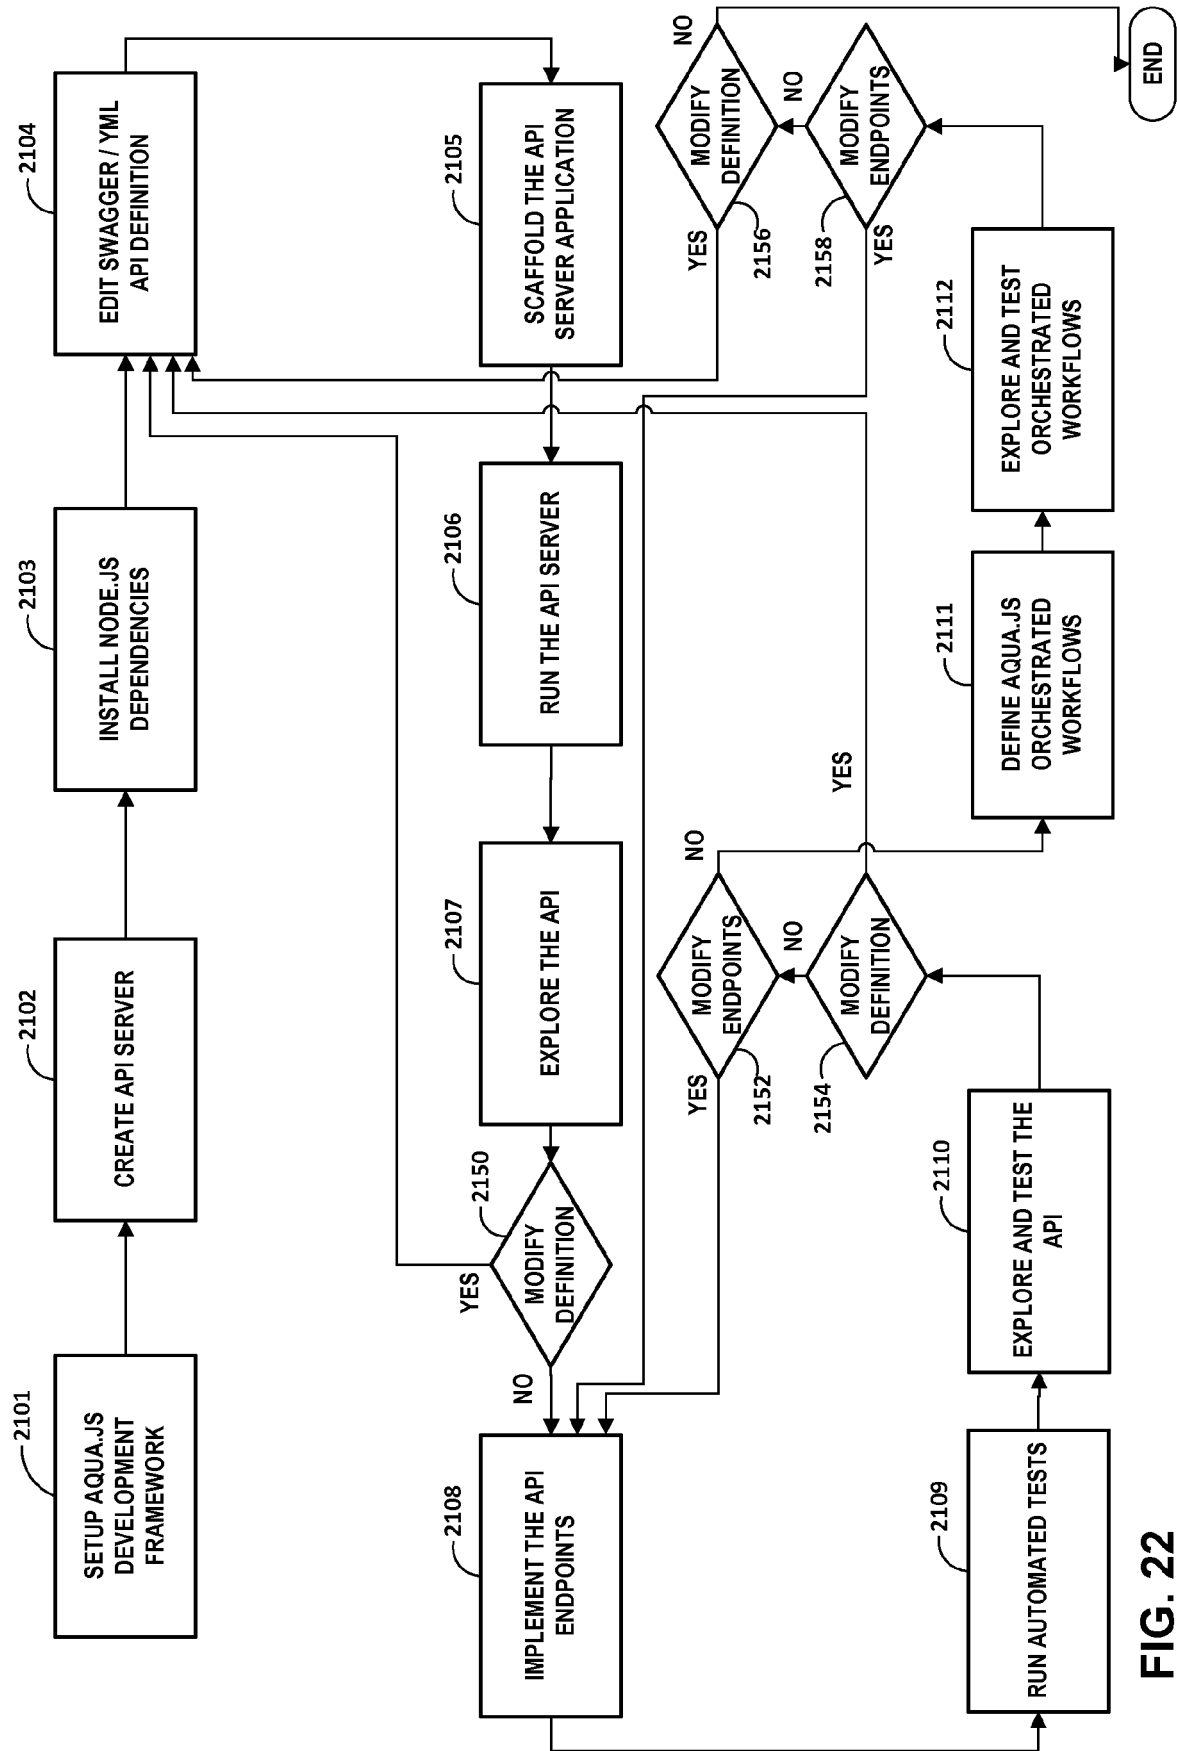 2101
SETUP AQUA.JS
DEVELOPMENT
FRAMEWORK
2102
CREATE API SERVER
2103
INSTALL NODE.JS
DEPENDENCIES
2104
EDIT SWAGGER / YML
API DEFINITION
2108
IMPLEMENT THE API
ENDPOINTS
NO
YES
MODIFY
DEFINITION
2150
2107
EXPLORE THE API
2106
RUN THE API SERVER
2105
SCAFFOLD THE API
SERVER APPLICATION
YES
2152
MODIFY
ENDPOINTS
NO
NO
2154
MODIFY
DEFINITION
YES
YES
2156
MODIFY
DEFINITION
NO
NO
2158
YES
MODIFY
ENDPOINTS
2109
RUN AUTOMATED TESTS
2110
EXPLORE AND TEST THE
API
2111
DEFINE AQUA.JS
ORCHESTRATED
WORKFLOWS
2112
EXPLORE AND TEST
ORCHESTRATED
WORKFLOWS
END
FIG. 22